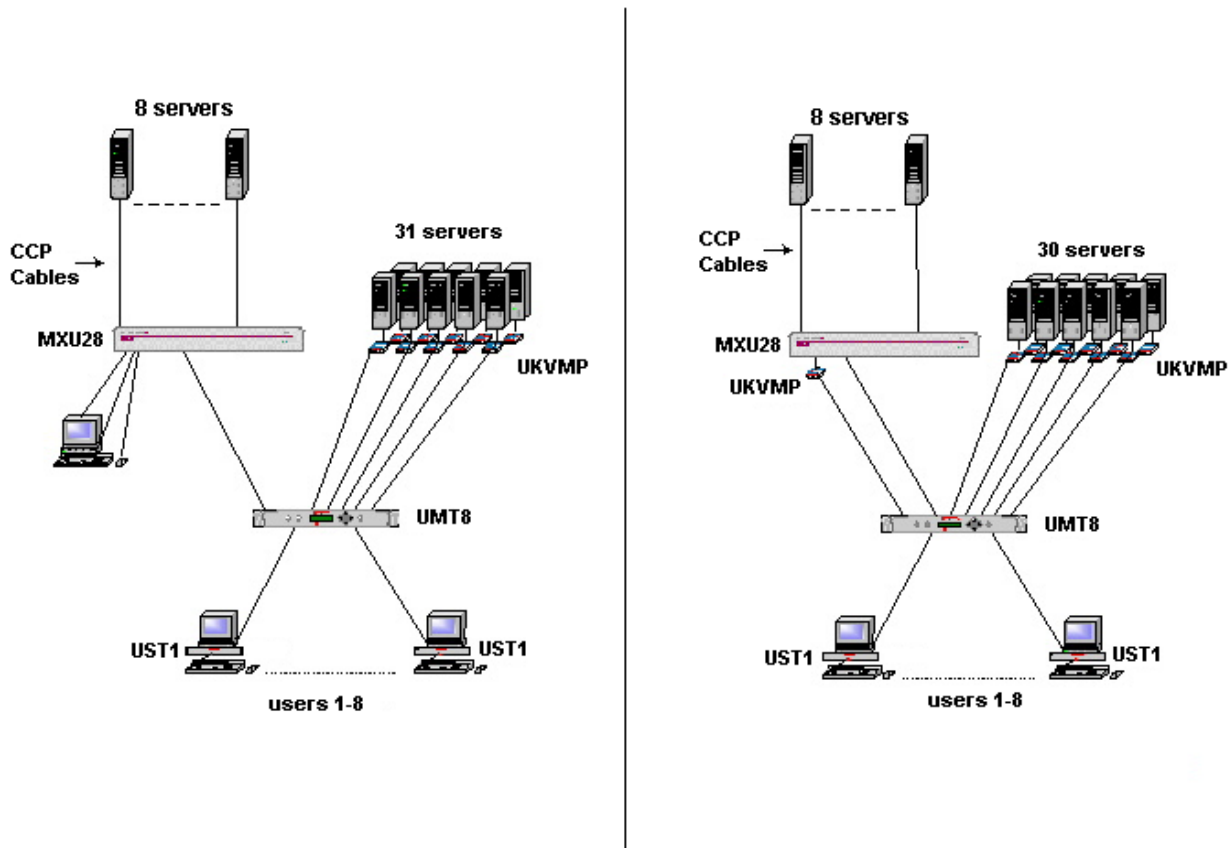 8 servers
CCP
Cables
31 servers
MXU28
UKVMP
UMT8
UST1
UST1
users 1-8
8 servers
CCP
Cables
30 servers
MXU28
UKVMP
UKVMP
UMT8
UST1
UST1
users 1-8